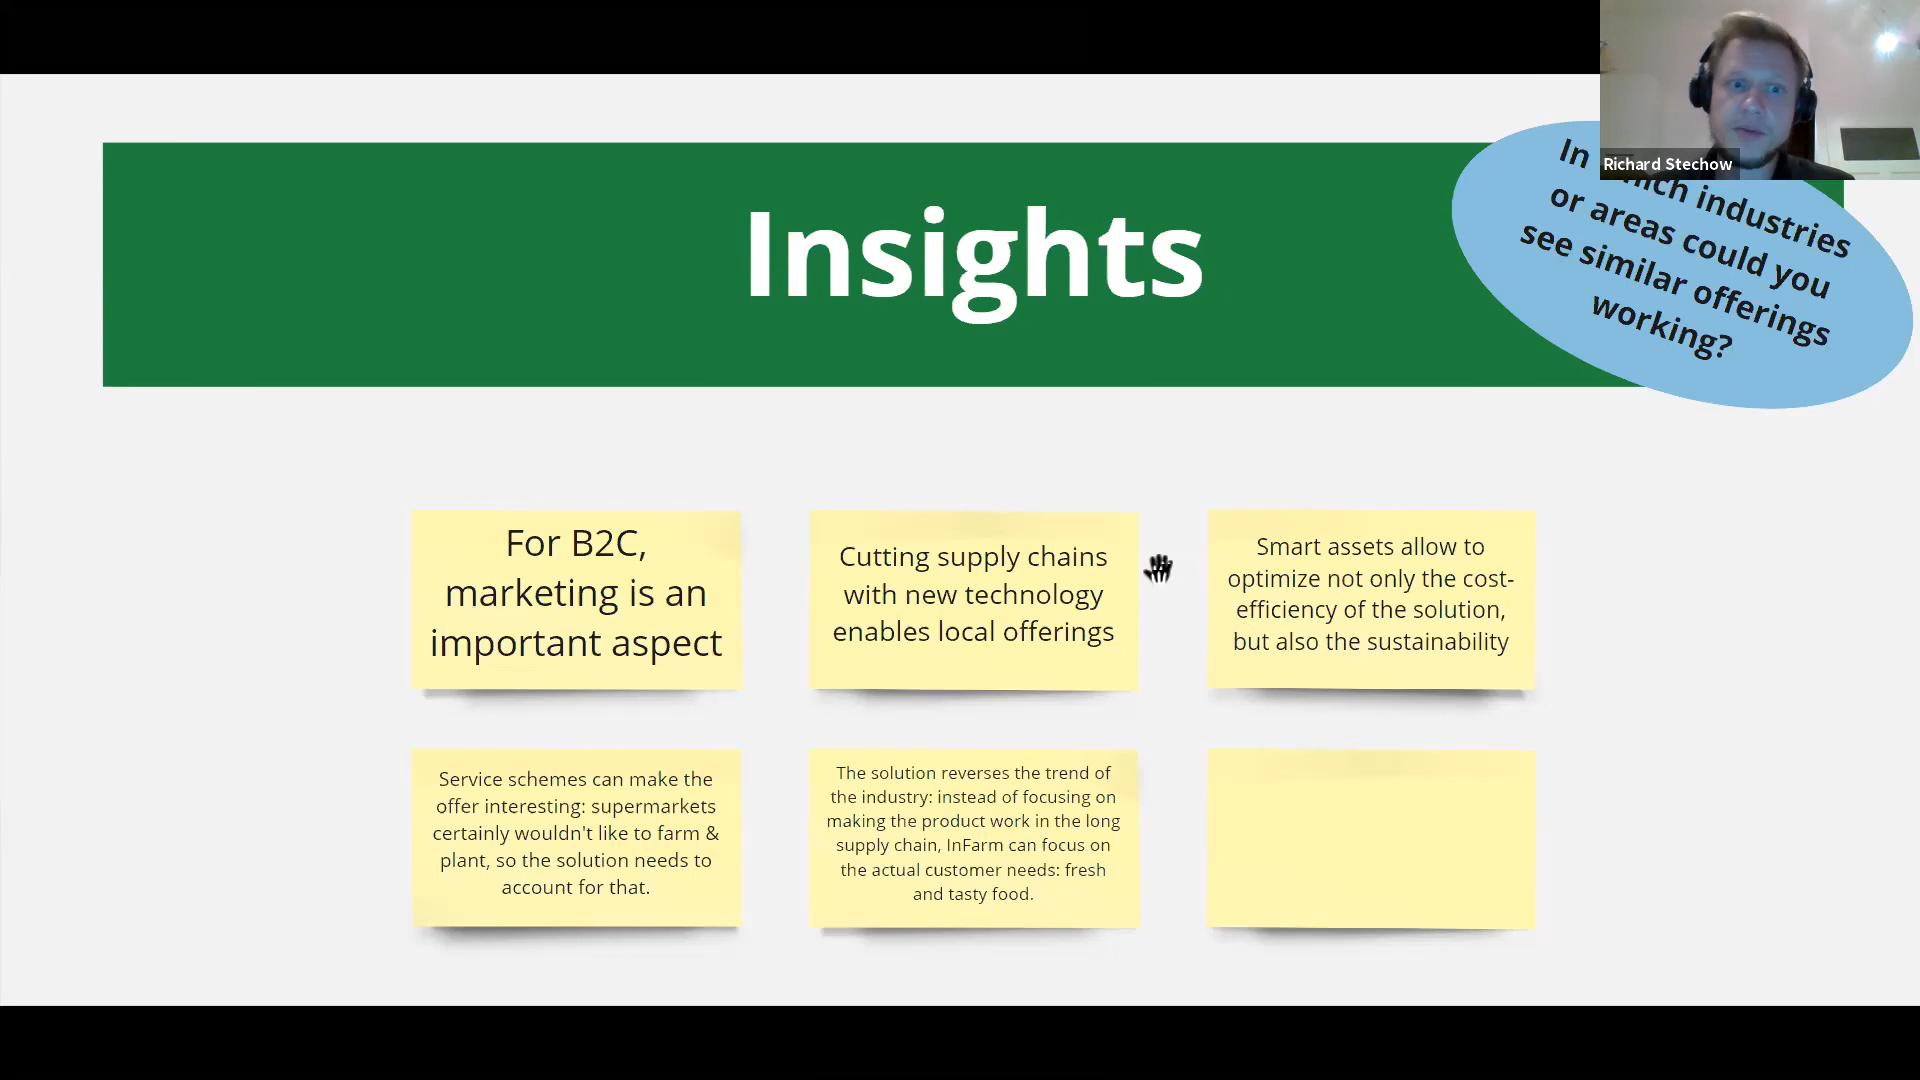 Insights
In which industries
or areas could you
see similar offerings
working?
Richard Stechow
For B2C,
marketing is an
important aspect
Cutting supply chains
with new technology
enables local offerings
Smart assets allow to
optimize not only the cost-
efficiency of the solution,
but also the sustainability
Service schemes can make the
offer interesting: supermarkets
certainly wouldn't like to farm &
plant, so the solution needs to
account for that.
The solution reverses the trend of
the industry: instead of focusing on
making the product work in the long
supply chain, InFarm can focus on
the actual customer needs: fresh
and tasty food.